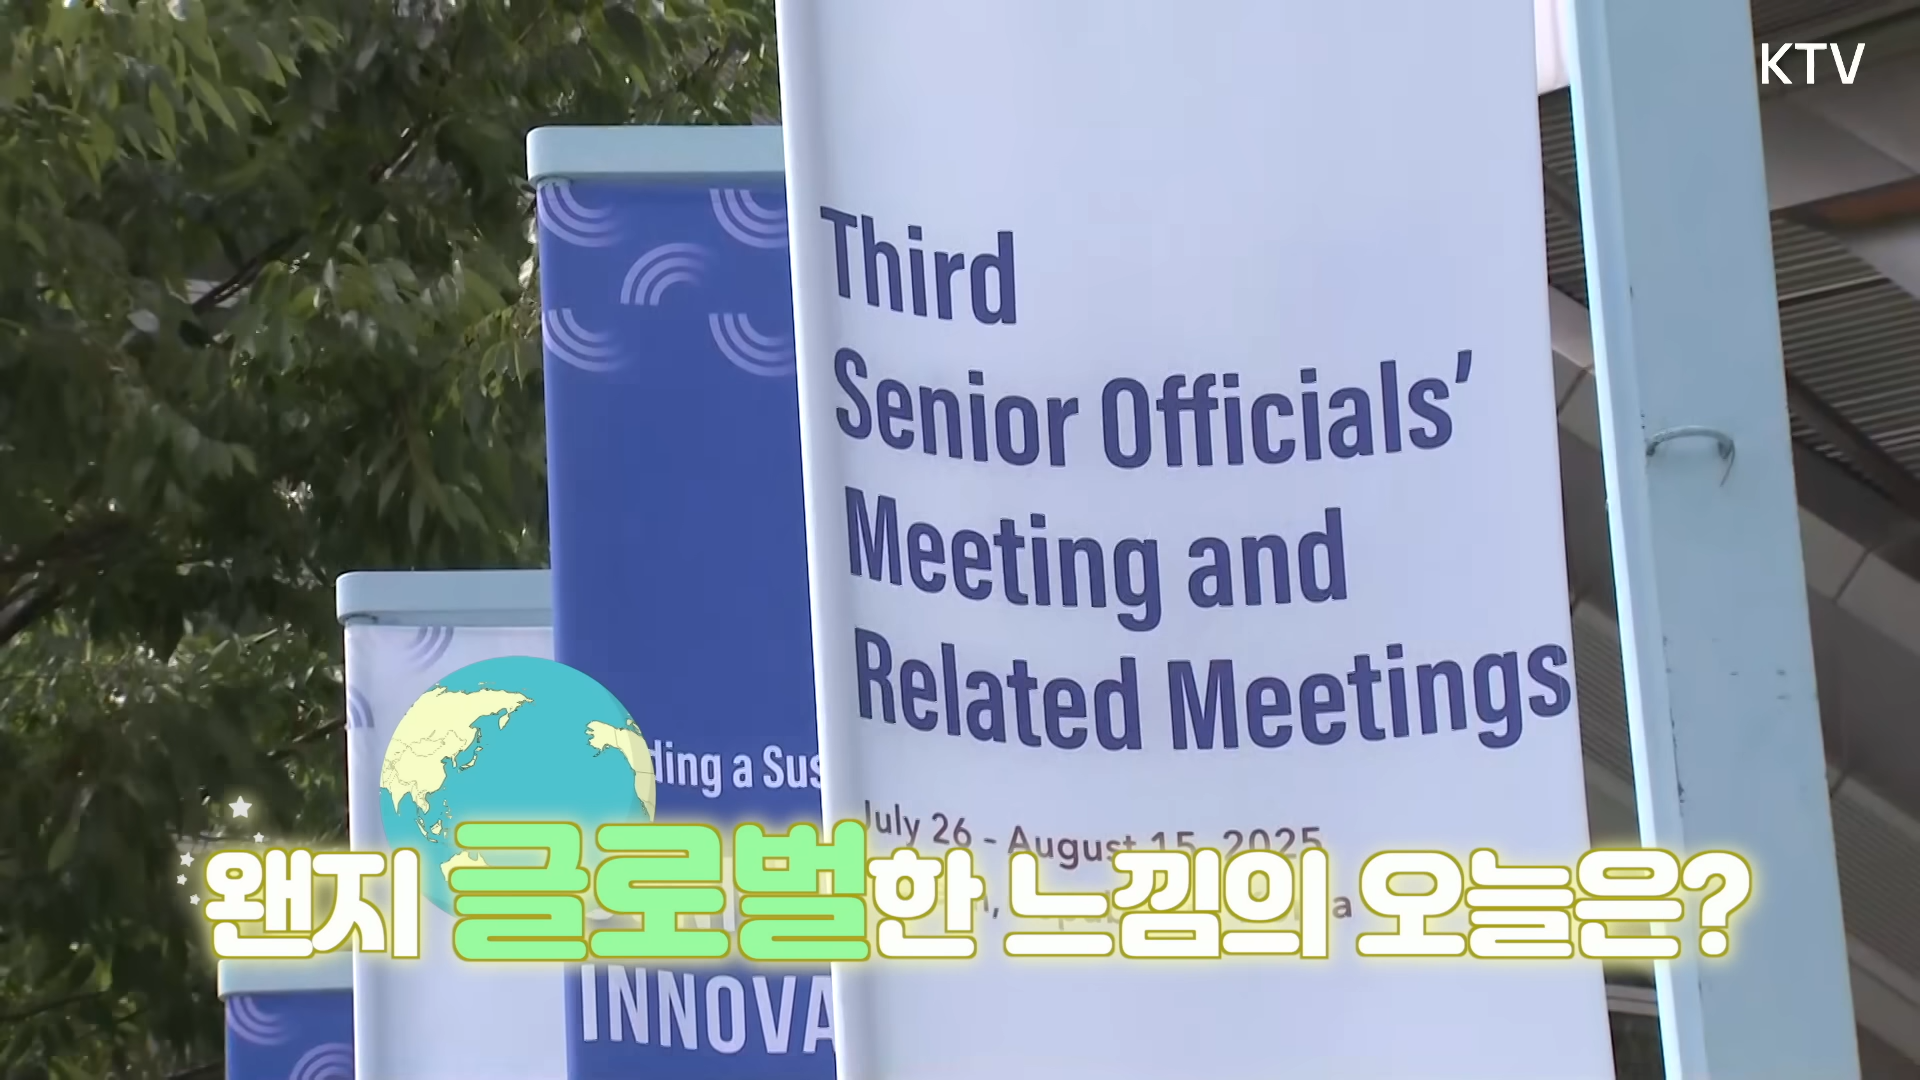 KTV
Third
Senior Officials'
Meeting and
Related Meetings
July 26 - August 15, 2025
ding a Sus
INNOVA
왠지 글로벌한 느낌의 오늘은?